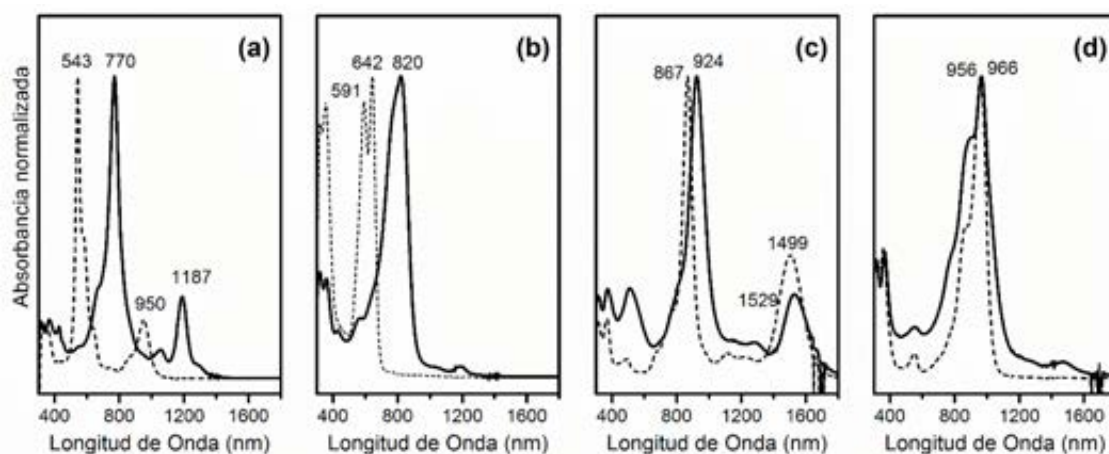 Absorbancia normalizada
(a)
543
770
950
1187
400 800 1200 1600
Longitud de Onda (nm)
(b)
642
820
591
400 800 1200 1600
Longitud de Onda (nm)
(c)
867
924
1499
1529
400 800 1200 1600
Longitud de Onda (nm)
(d)
956
966
400 800 1200 1600
Longitud de Onda (nm)